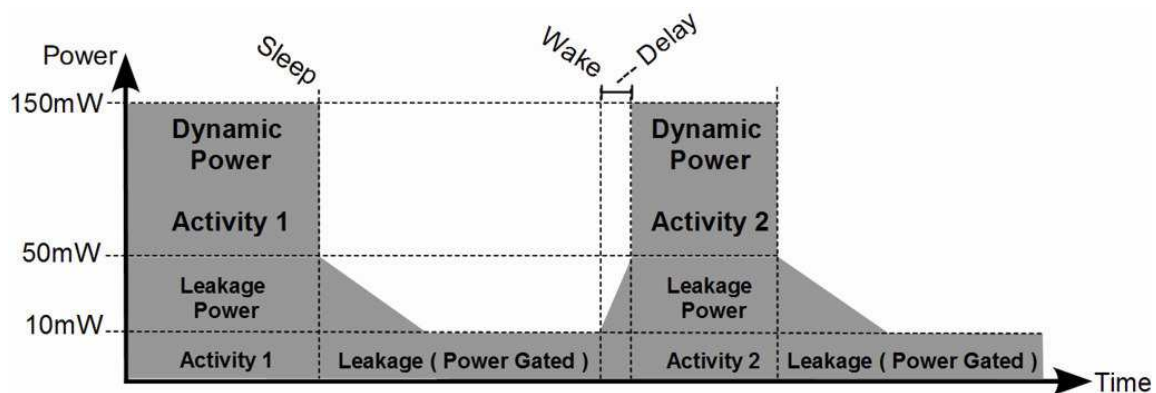 Power
Sleep
Wake
---- Delay
150mW
Dynamic
Power
Activity 1
Dynamic
Power
Activity 2
50mW
Leakage
Power
Leakage
Power
10mW
Activity 1
Leakage ( Power Gated )
Activity 2
Leakage ( Power Gated )
Time